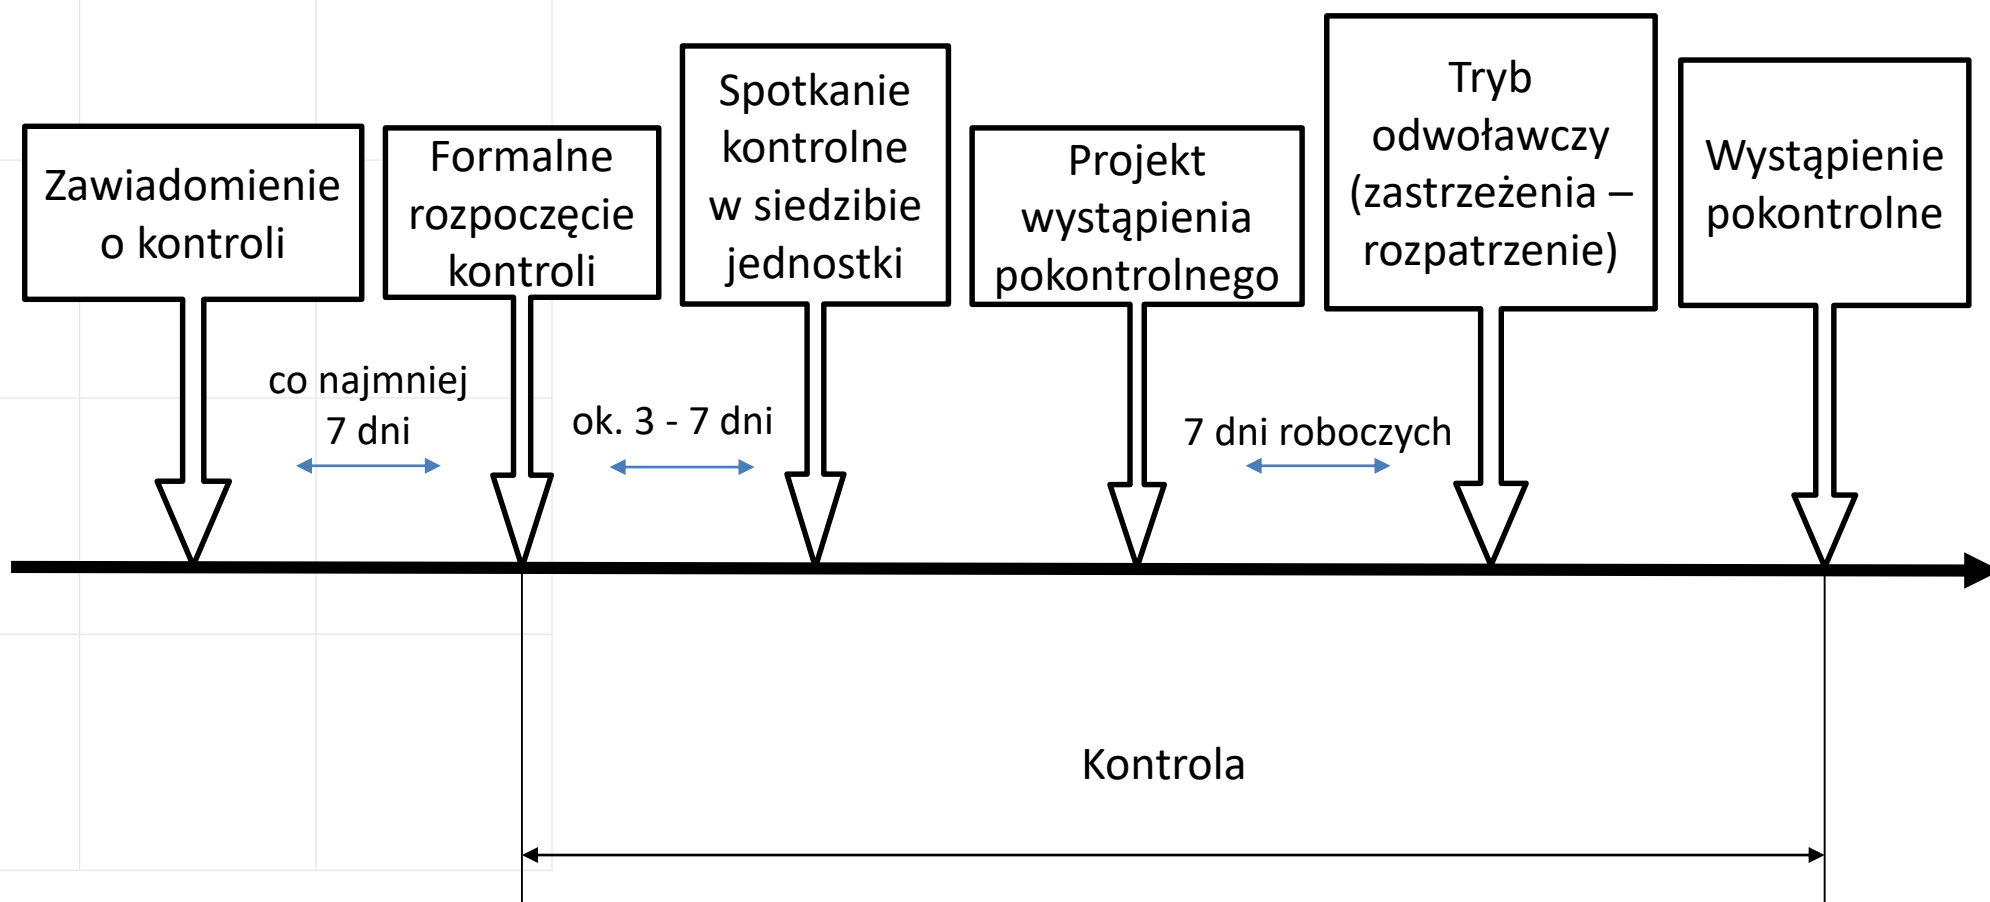 Zawiadomienie
o kontroli
Formalne
rozpoczęcie
kontroli
Spotkanie
kontrolne
w siedzibie
jednostki
Projekt
wystąpienia
pokontrolnego
Tryb
odwoławczy
(zastrzeżenia –
rozpatrzenie)
Wystąpienie
pokontrolne
co najmniej
7 dni
ok. 3 - 7 dni
7 dni roboczych
Kontrola